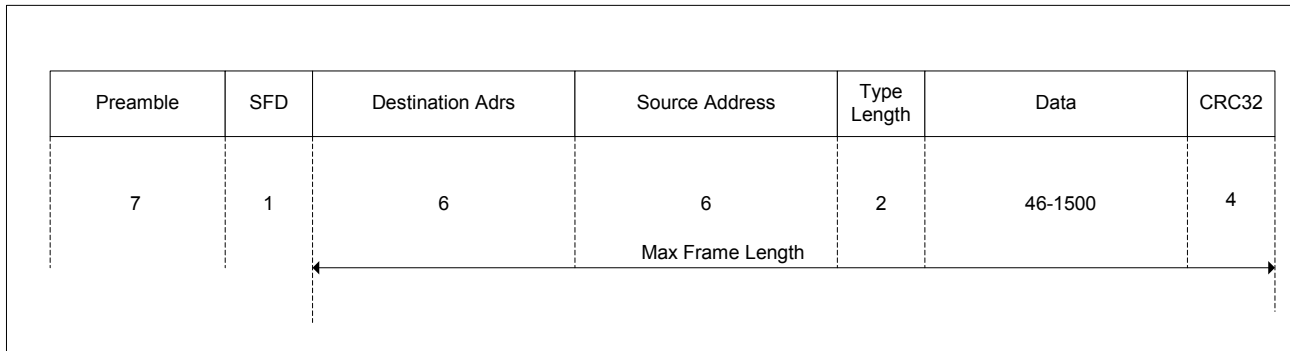 Preamble
SFD
Destination Adrs
Source Address
Type
Length
Data
CRC32
7
1
6
6
2
46-1500
4
Max Frame Length